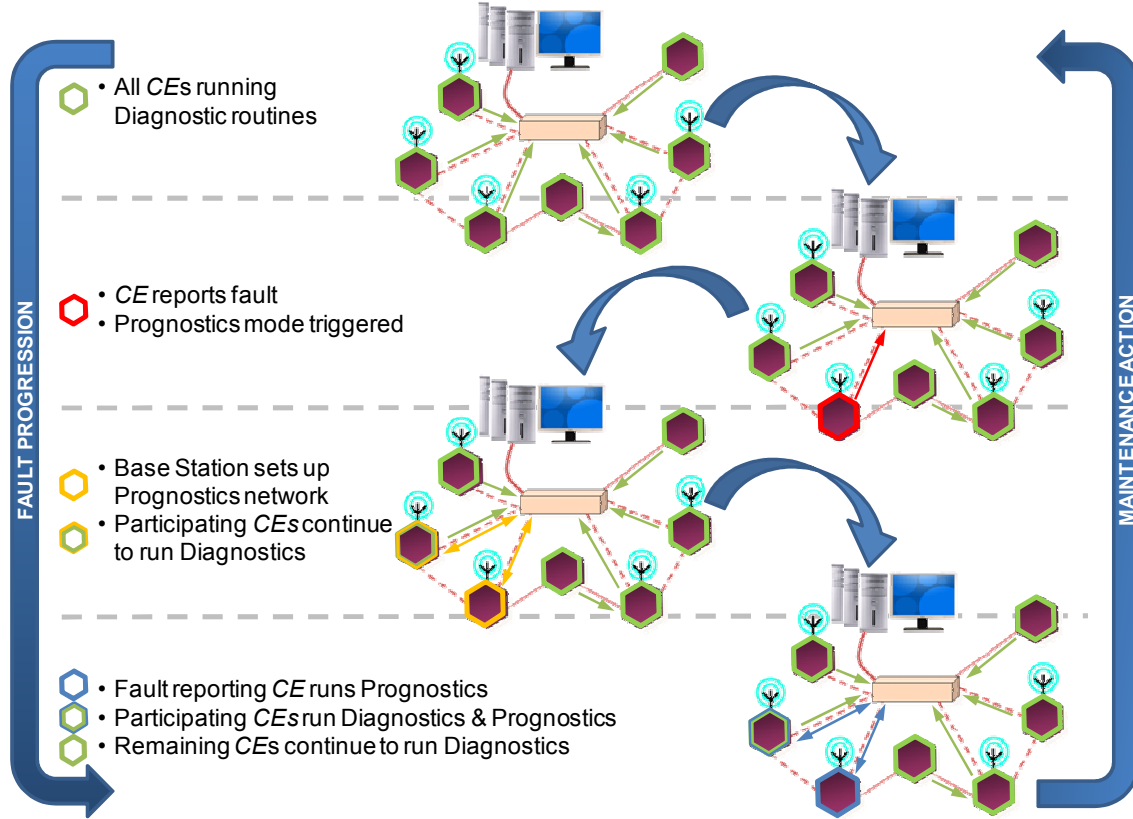 FAULT PROGRESSION
• All CEs running
Diagnostic routines
• CE reports fault
• Prognostics mode triggered
• Base Station sets up
Prognostics network
• Participating CEs continue
to run Diagnostics
• Fault reporting CE runs Prognostics
• Participating CEs run Diagnostics & Prognostics
• Remaining CEs continue to run Diagnostics
MAINTENANCE ACTION